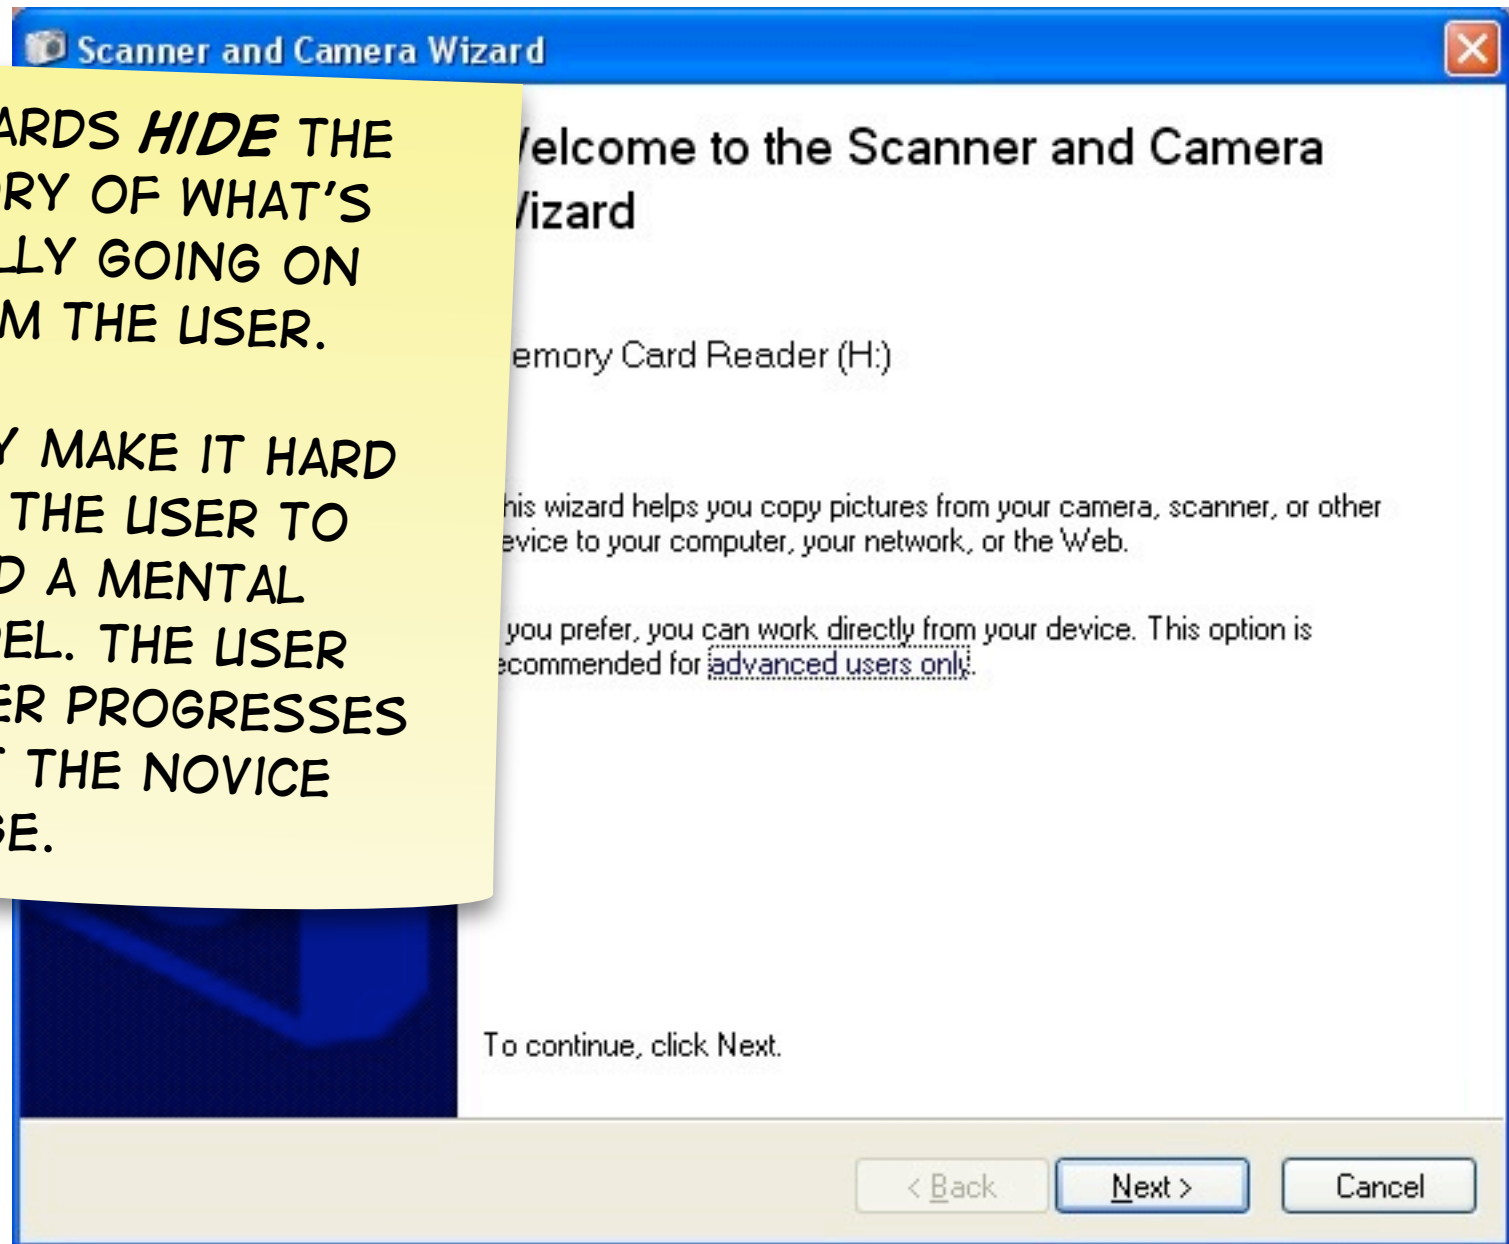 Scanner and Camera Wizard
ARDS HIDE THE
ORY OF WHAT'S
LLY GOING ON
M THE USER.
Y MAKE IT HARD
THE USER TO
D A MENTAL
DEL. THE USER
ER PROGRESSES
T THE NOVICE
GE.
elcome to the Scanner and Camera
izard
emory Card Reader (H:)
his wizard helps you copy pictures from your camera, scanner, or other
evice to your computer, your network, or the Web.
you prefer, you can work directly from your device. This option is
ecommended for advanced users only.
To continue, click Next.
< Back
Next >
Cancel